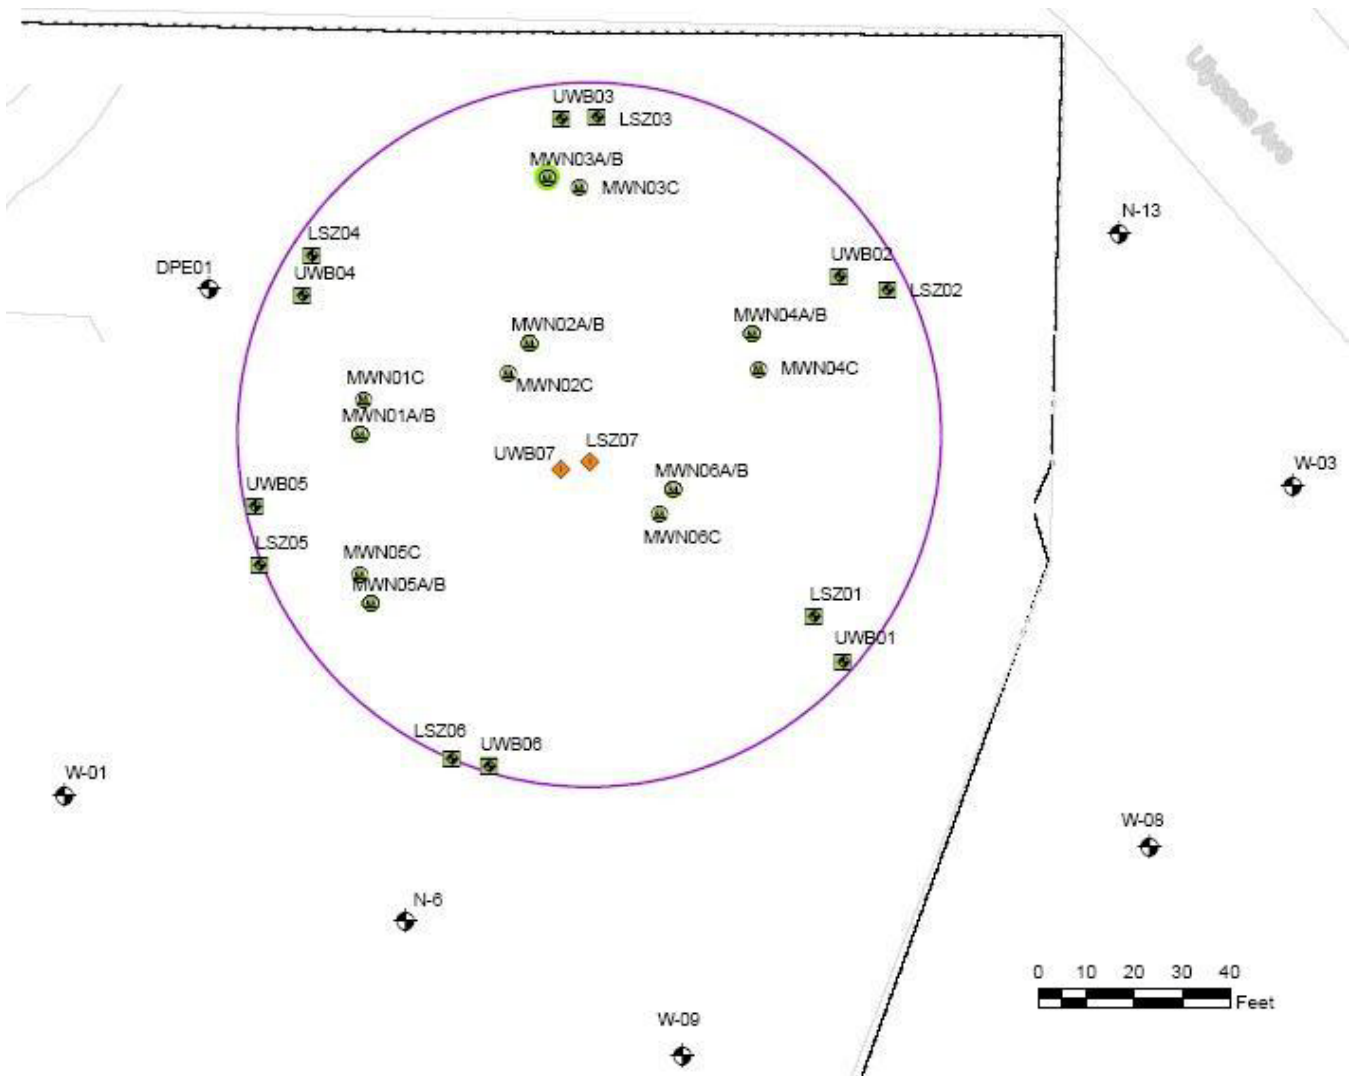 Ulysses Ave
UWB03
LSZ03
MWN03A/B
MWN03C
N-13
LSZ04
DPE01
UWB04
UWB02
LSZ02
MWN02A/B
MWN04A/B
MWN04C
MWN01C
MWN02C
MWN01A/B
UWB07
LSZ07
MWN06A/B
W-03
UWB05
MWN06C
LSZ05
MWN05C
MWN05A/B
LSZ01
UWB01
LSZ06
UWB06
W-01
W-08
N-6
0 10 20 30 40
Feet
W-09